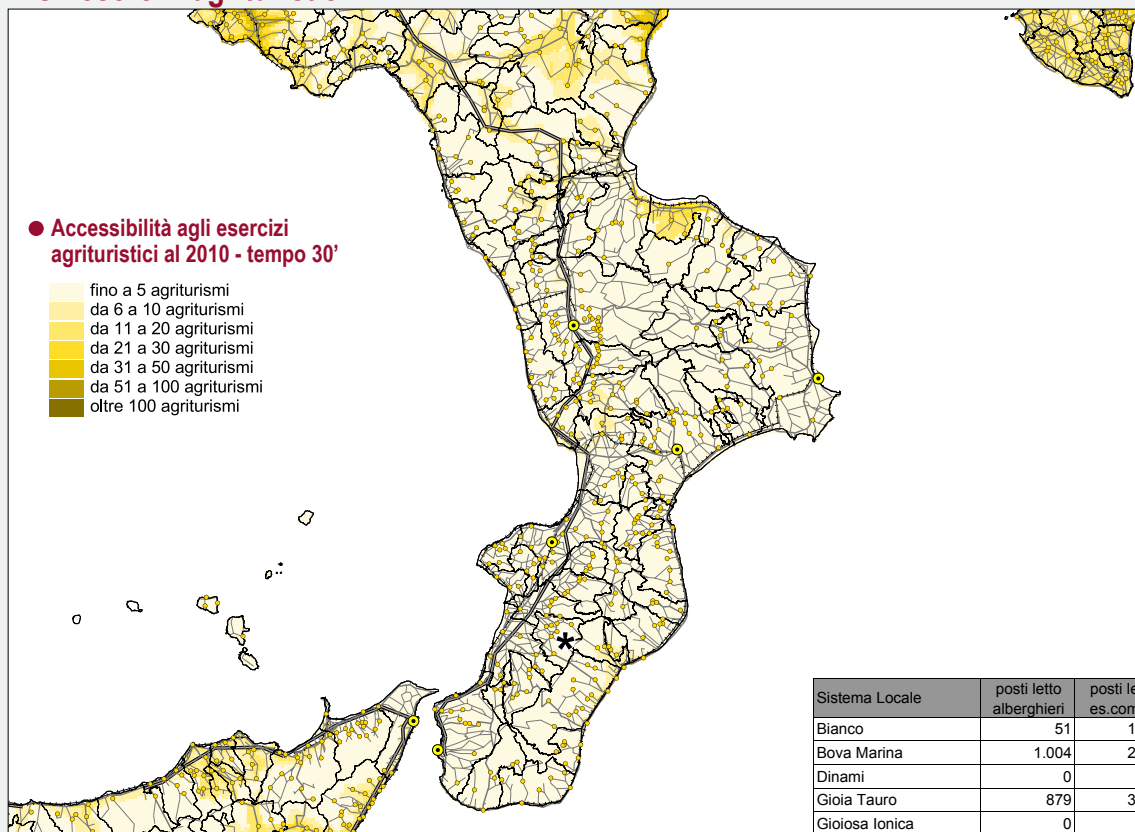 ● Accessibilità agli esercizi
agrituristici al 2010 - tempo 30’
fino a 5 agriturismi
da 6 a 10 agriturismi
da 11 a 20 agriturismi
da 21 a 30 agriturismi
da 31 a 50 agriturismi
da 51 a 100 agriturismi
oltre 100 agriturismi
*
Sistema Locale posti letto alberghieri
Bianco 51
Bova Marina 1.004
Dinami 0
Gioia Tauro 879
Gioiosa Ionica 0